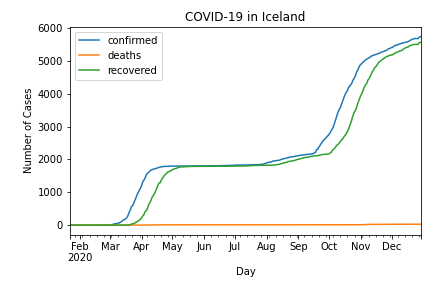 COVID-19 in Iceland
confirmed
deaths
recovered
Number of Cases
6000
5000
4000
3000
2000
1000
0
Feb Mar Apr May Jun Jul Aug Sep Oct Nov Dec
2020
Day